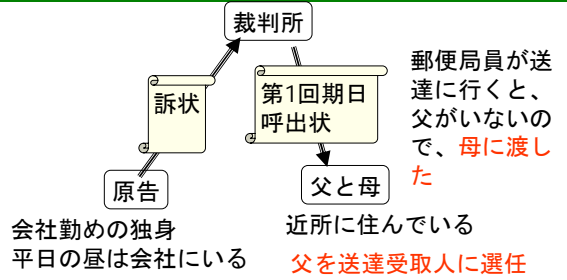 裁判所
訴状
第1回期日
呼出状
郵便局員が送
達に行くと、
父がいないの
で、母に渡し
た
原告
父と母
会社勤めの独身
平日の昼は会社にいる
近所に住んでいる
父を送達受取人に選任